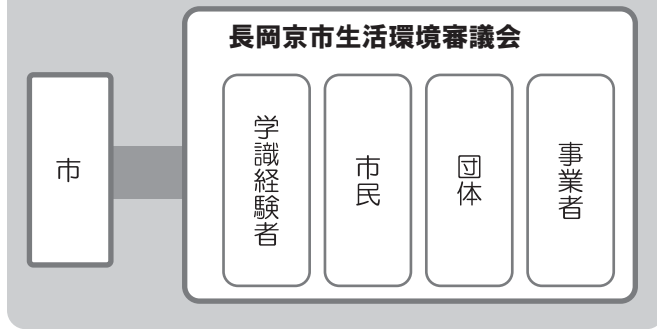 長岡京市生活環境審議会
市
学識経験者
市民
団体
事業者